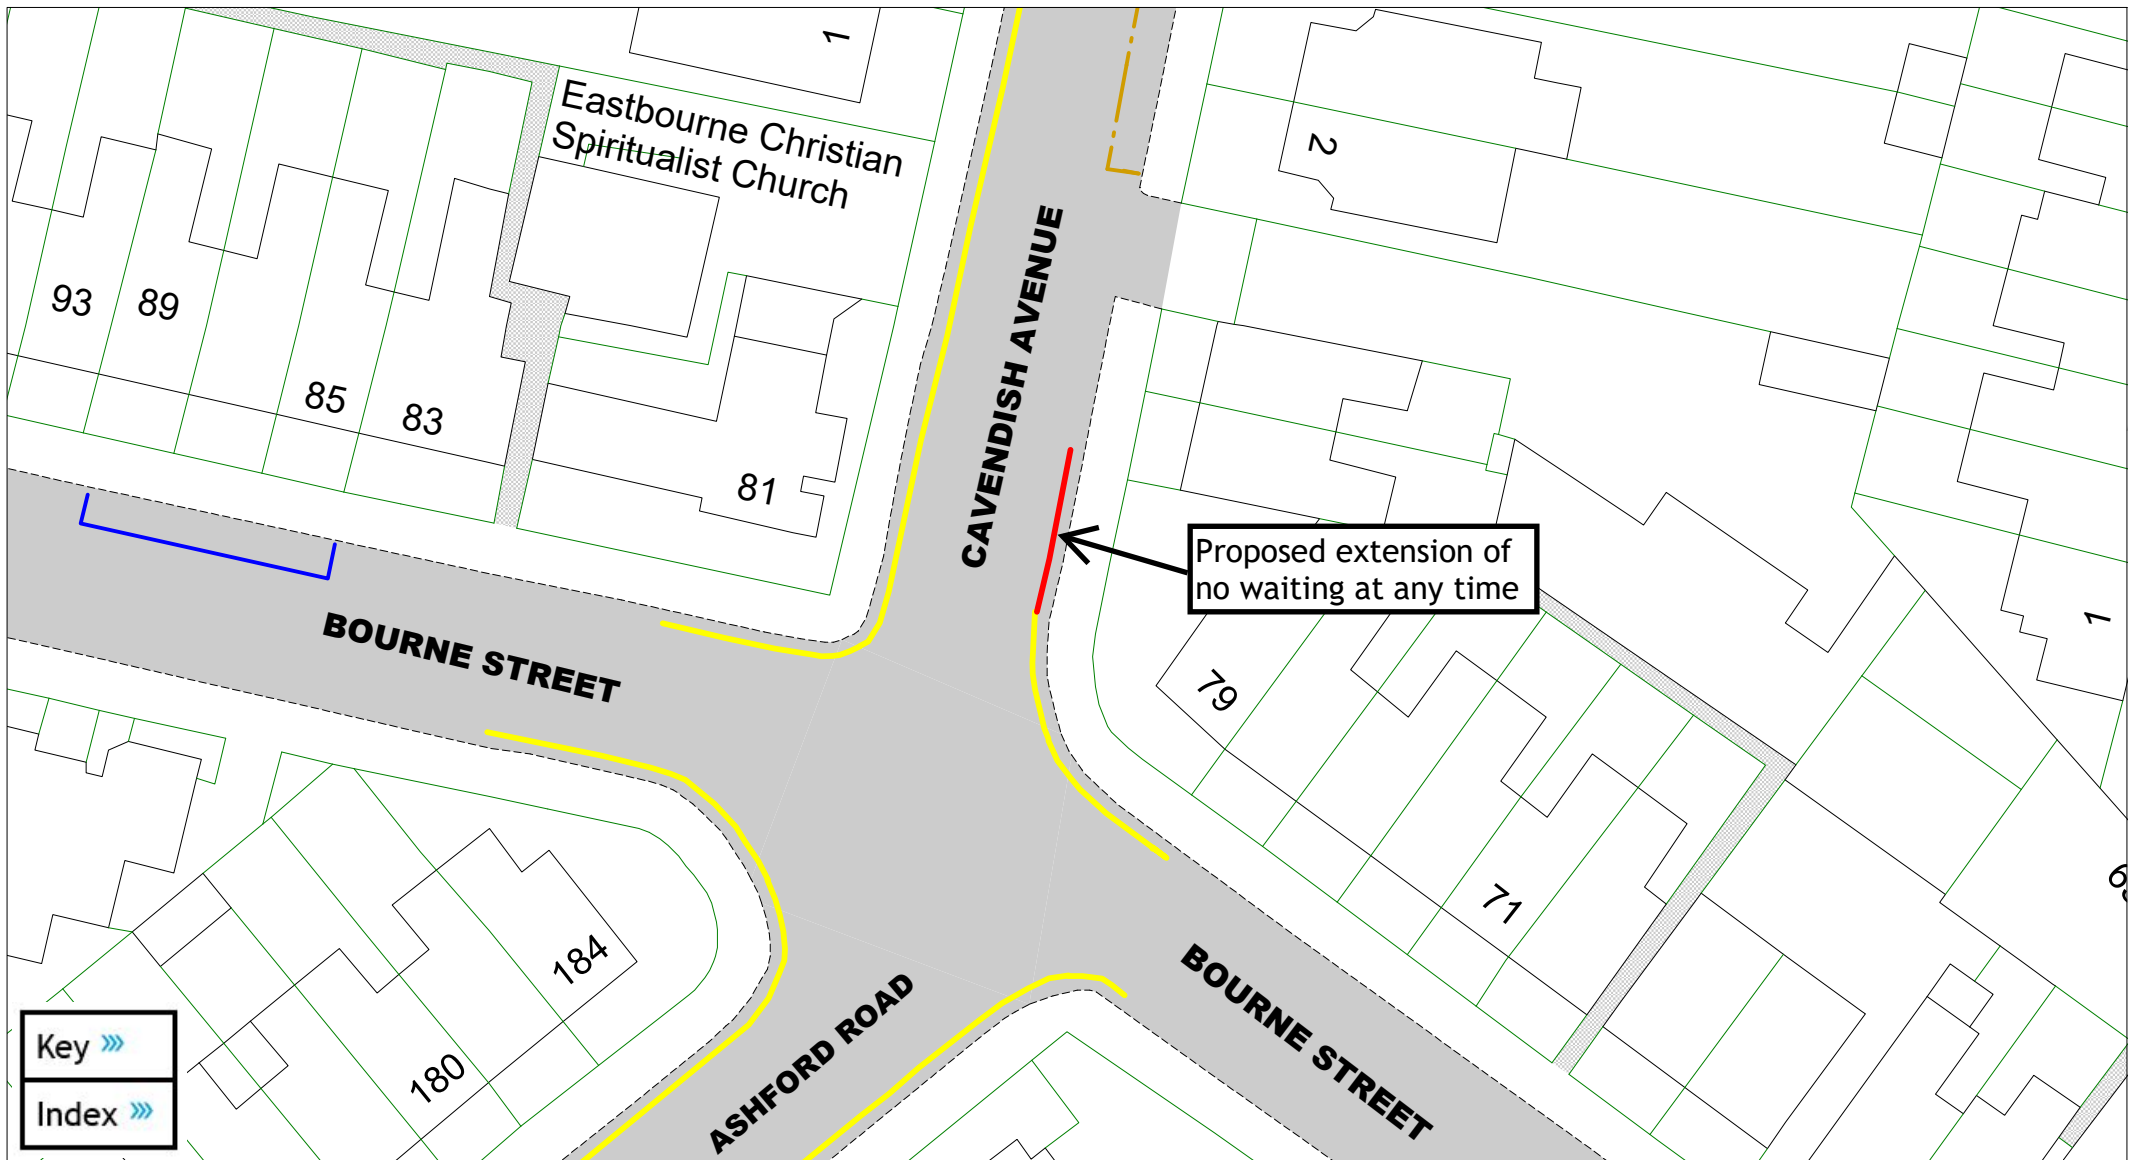 1
Eastbourne Christian
Spiritualist Church
2
CAVENDISH AVENUE
93
89
85
83
81
Proposed extension of
no waiting at any time
BOURNE STREET
79
1
71
184
180
ASHFORD ROAD
BOURNE STREET
Key »»
Index »»